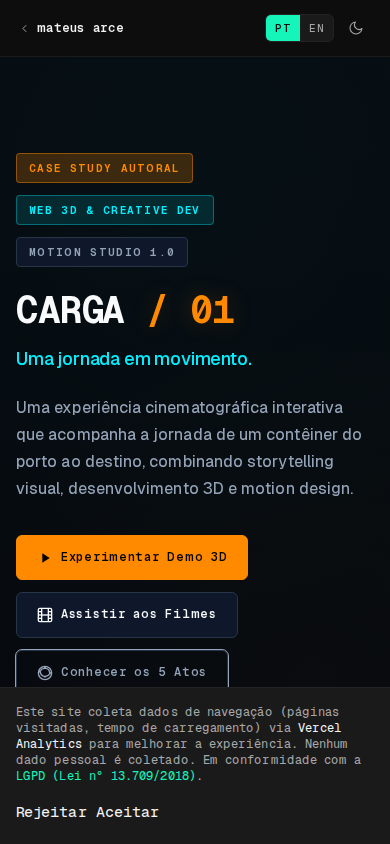 ‹ mateus arce
PT EN
CASE STUDY AUTORAL
WEB 3D & CREATIVE DEV
MOTION STUDIO 1.0
CARGA / 01
Uma jornada em movimento.
Uma experiência cinematográfica interativa
que acompanha a jornada de um contêiner do
porto ao destino, combinando storytelling
visual, desenvolvimento 3D e motion design.
Experimentar Demo 3D
Assistir aos Filmes
Conhecer os 5 Atos
Este site coleta dados de navegação (páginas
visitadas, tempo de carregamento) via Vercel
Analytics para melhorar a experiência. Nenhum
dado pessoal é coletado. Em conformidade com a
LGPD (Lei nº 13.709/2018).
Rejeitar Aceitar